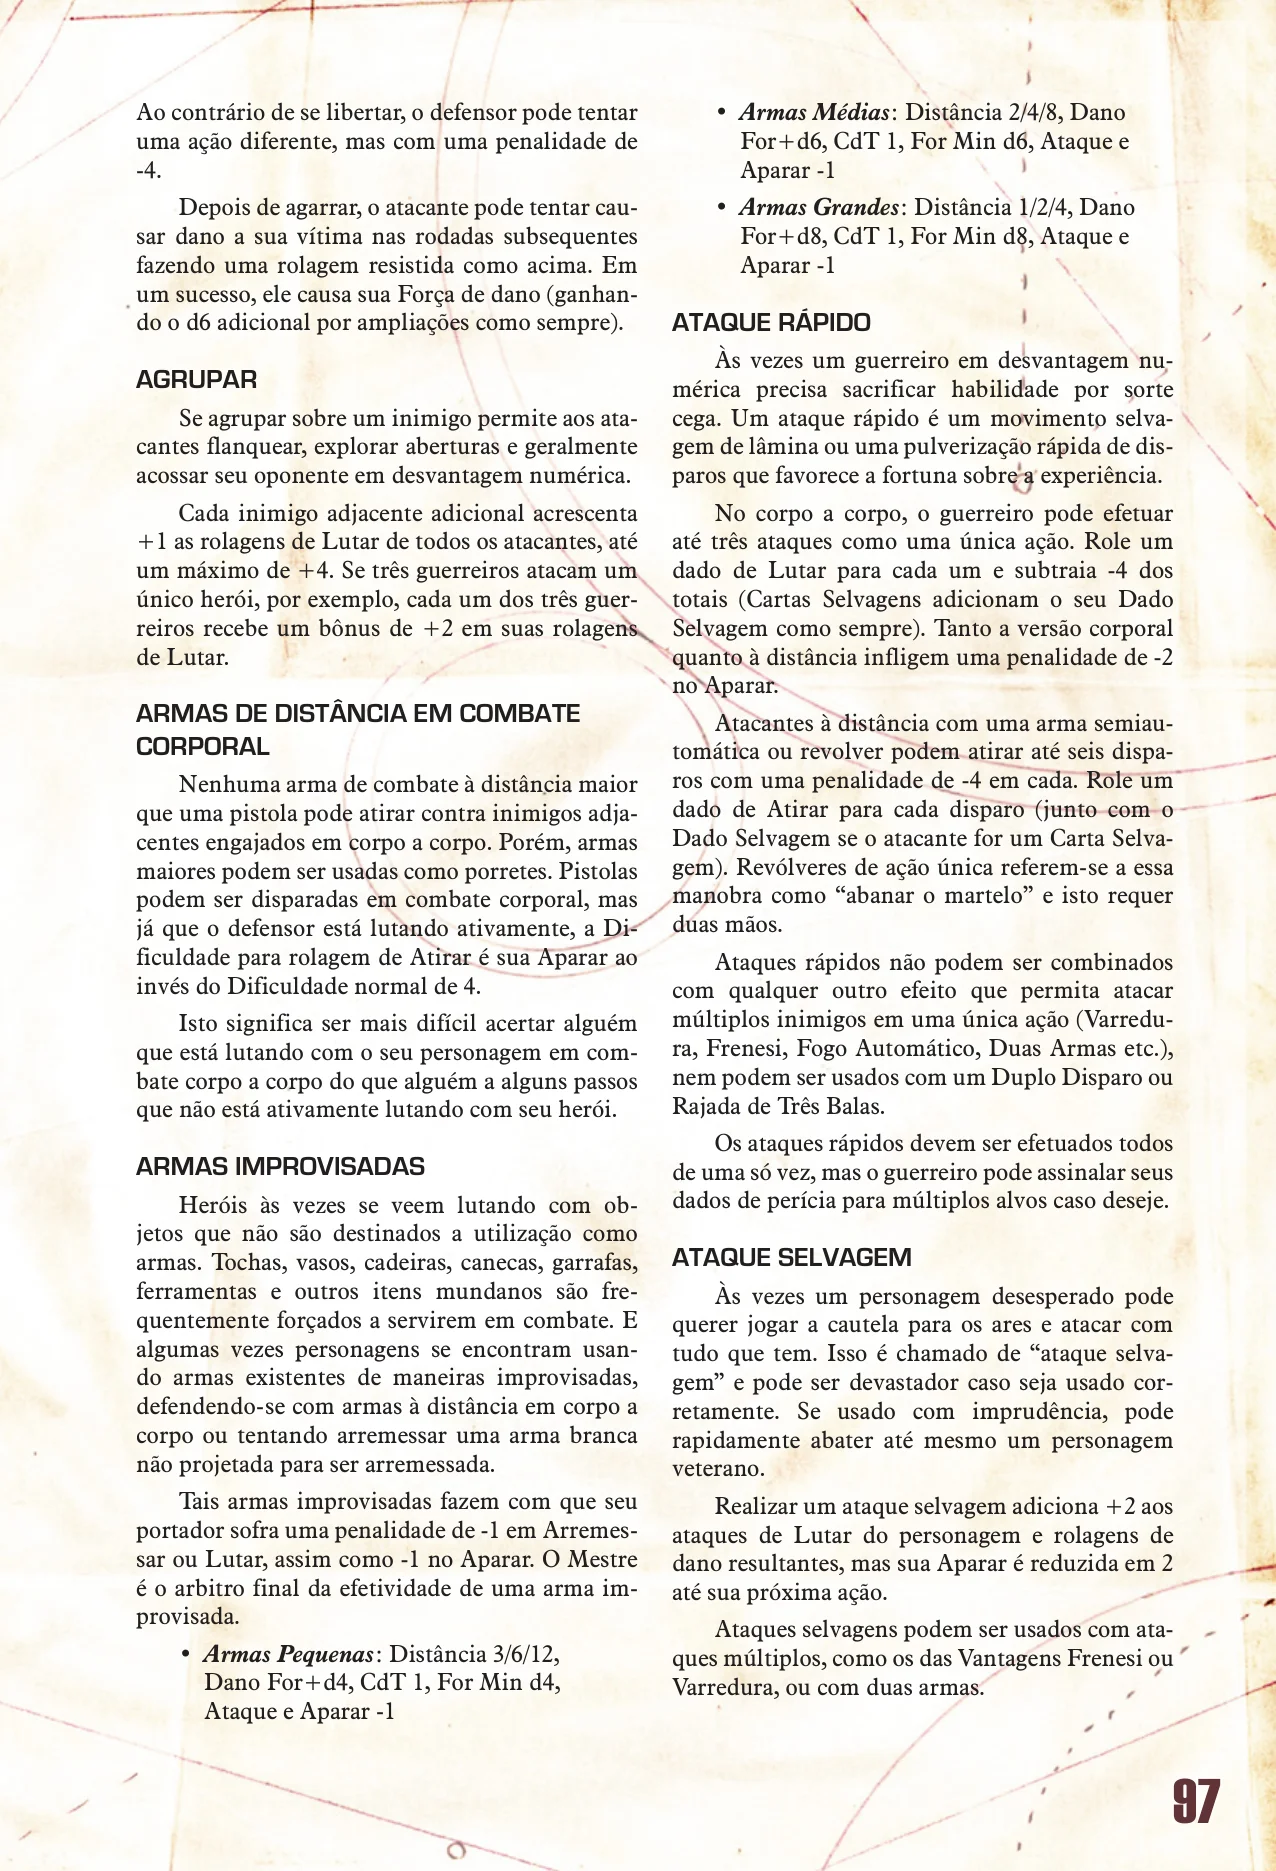 Ao contrário de se libertar, o defensor pode tentar
uma ação diferente, mas com uma penalidade de
-4.
Depois de agarrar, o atacante pode tentar cau-
sar dano a sua vítima nas rodadas subsequentes
fazendo uma rolagem resistida como acima. Em
um sucesso, ele causa sua Força de dano (ganhan-
do o d6 adicional por ampliações como sempre).
AGRUPAR
Se agrupar sobre um inimigo permite aos ata-
cantes flanquear, explorar aberturas e geralmente
acossar seu oponente em desvantagem numérica.
Cada inimigo adjacente adicional acrescenta
+1 as rolagens de Lutar de todos os atacantes, até
um máximo de +4. Se três guerreiros atacam um
único herói, por exemplo, cada um dos três guer-
reiros recebe um bônus de +2 em suas rolagens
de Lutar.
ARMAS DE DISTÂNCIA EM COMBATE
CORPORAL
Nenhuma arma de combate à distância maior
que uma pistola pode atirar contra inimigos adja-
centes engajados em corpo a corpo. Porém, armas
maiores podem ser usadas como porretes. Pistolas
podem ser disparadas em combate corporal, mas
já que o defensor está lutando ativamente, a Di-
ficuldade para rolagem de Atirar é sua Aparar ao
invés do Dificuldade normal de 4.
Isto significa ser mais difícil acertar alguém
que está lutando com o seu personagem em com-
bate corpo a corpo do que alguém a alguns passos
que não está ativamente lutando com seu herói.
ARMAS IMPROVISADAS
Heróis às vezes se veem lutando com ob-
jetos que não são destinados a utilização como
armas. Tochas, vasos, cadeiras, canecas, garrafas,
ferramentas e outros itens mundanos são fre-
quentemente forçados a servirem em combate. E
algumas vezes personagens se encontram usan-
do armas existentes de maneiras improvisadas,
defendendo-se com armas à distância em corpo a
corpo ou tentando arremessar uma arma branca
não projetada para ser arremessada.
Tais armas improvisadas fazem com que seu
portador sofra uma penalidade de -1 em Arremes-
sar ou Lutar, assim como -1 no Aparar. O Mestre
é o arbitro final da efetividade de uma arma im-
provisada.
• Armas Pequenas: Distância 3/6/12,
Dano For+d4, CdT 1, For Min d4,
Ataque e Aparar -1
• Armas Médias: Distância 2/4/8, Dano
For+d6, CdT 1, For Min d6, Ataque e
Aparar -1
• Armas Grandes: Distância 1/2/4, Dano
For+d8, CdT 1, For Min d8, Ataque e
Aparar -1
ATAQUE RÁPIDO
Às vezes um guerreiro em desvantagem nu-
mérica precisa sacrificar habilidade por sorte
cega. Um ataque rápido é um movimento selva-
gem de lâmina ou uma pulverização rápida de dis-
paros que favorece a fortuna sobre a experiência.
No corpo a corpo, o guerreiro pode efetuar
até três ataques como uma única ação. Role um
dado de Lutar para cada um e subtraia -4 dos
totais (Cartas Selvagens adicionam o seu Dado
Selvagem como sempre). Tanto a versão corporal
quanto à distância infligem uma penalidade de -2
no Aparar.
Atacantes à distância com uma arma semiau-
tomática ou revolver podem atirar até seis dispa-
ros com uma penalidade de -4 em cada. Role um
dado de Atirar para cada disparo (junto com o
Dado Selvagem se o atacante for um Carta Selva-
gem). Revólveres de ação única referem-se a essa
manobra como “abanar o martelo” e isto requer
duas mãos.
Ataques rápidos não podem ser combinados
com qualquer outro efeito que permita atacar
múltiplos inimigos em uma única ação (Varredu-
ra, Frenesi, Fogo Automático, Duas Armas etc.),
nem podem ser usados com um Duplo Disparo ou
Rajada de Três Balas.
Os ataques rápidos devem ser efetuados todos
de uma só vez, mas o guerreiro pode assinalar seus
dados de perícia para múltiplos alvos caso deseje.
ATAQUE SELVAGEM
Às vezes um personagem desesperado pode
querer jogar a cautela para os ares e atacar com
tudo que tem. Isso é chamado de “ataque selva-
gem” e pode ser devastador caso seja usado cor-
retamente. Se usado com imprudência, pode
rapidamente abater até mesmo um personagem
veterano.
Realizar um ataque selvagem adiciona +2 aos
ataques de Lutar do personagem e rolagens de
dano resultantes, mas sua Aparar é reduzida em 2
até sua próxima ação.
Ataques selvagens podem ser usados com ata-
ques múltiplos, como os das Vantagens Frenesi ou
Varredura, ou com duas armas.
97